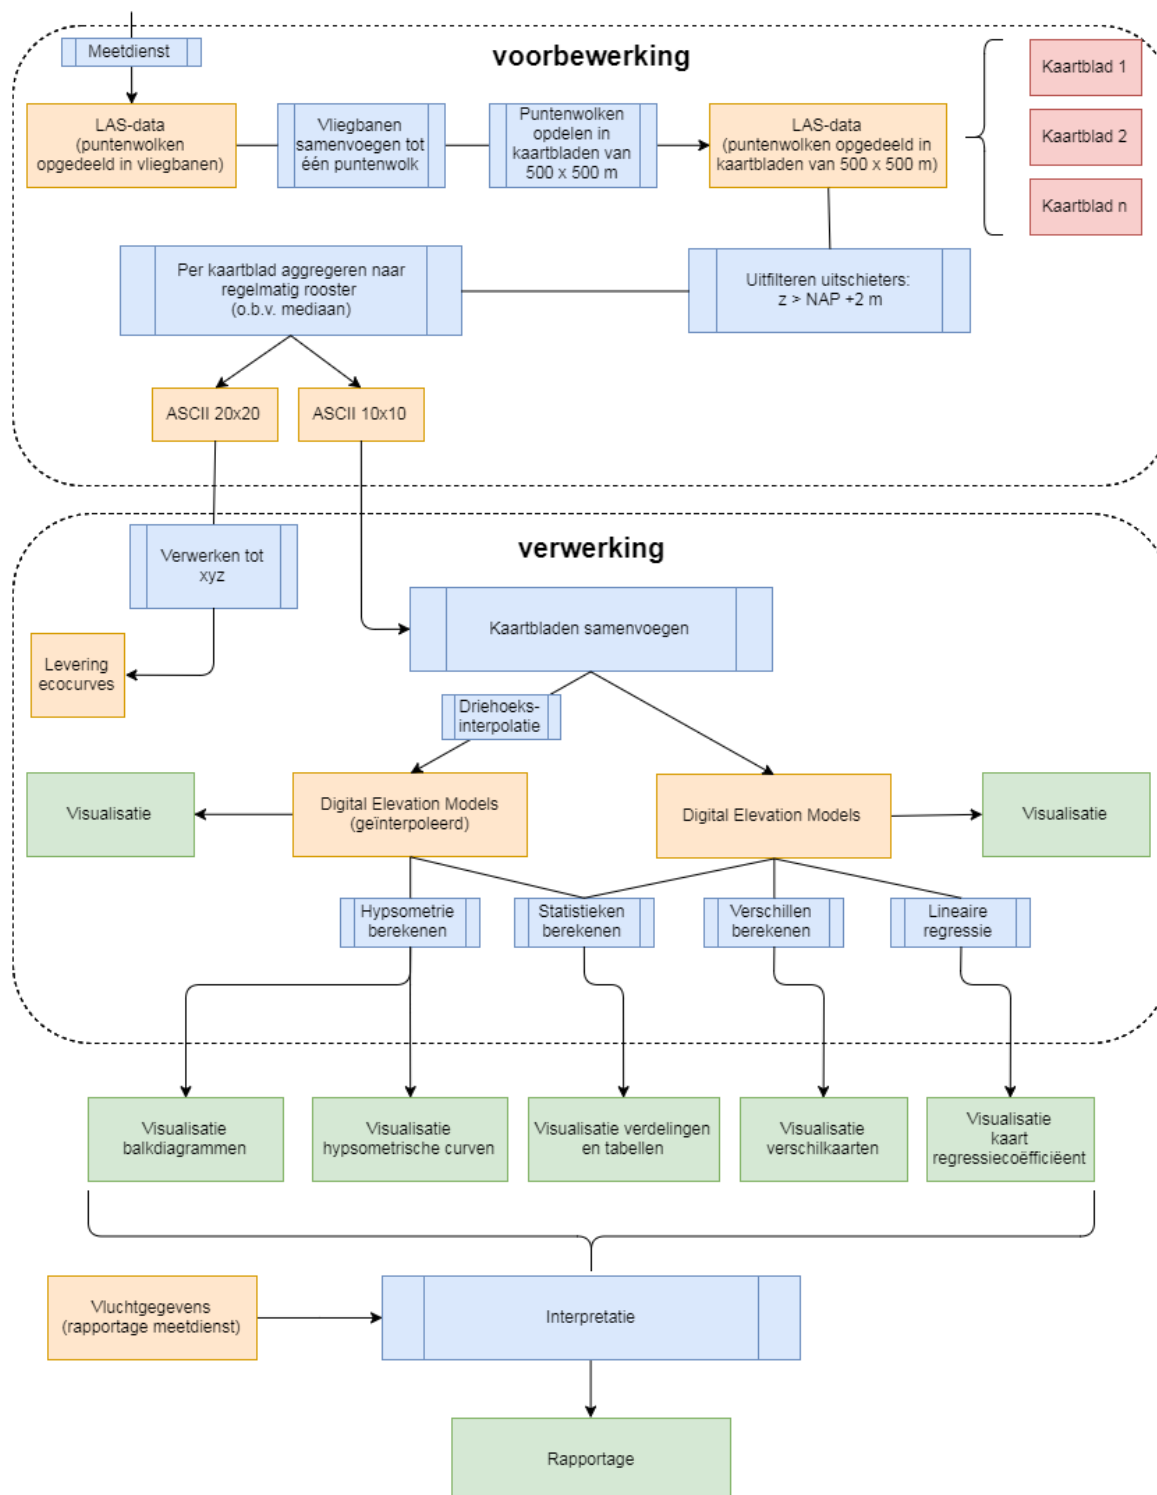 voorbewerking
Meetdienst
LAS-data
(puntenwolken
opgedeeld in vliegbanen)
Vliegbanen
samenvoegen tot
één puntenwolk
Puntenwolken
opdelen in
kaartbladen van
500 x 500 m
LAS-data
(puntenwolken opgedeeld in
kaartbladen van 500 x 500 m)
Kaartblad 1
Kaartblad 2
Kaartblad n
Per kaartblad aggregeren naar
regelmatig rooster
(o.b.v. mediaan)
Uitfilteren uitschieters:
z > NAP +2 m
ASCII 20x20
ASCII 10x10
verwerking
Verwerken tot
xyz
Kaartbladen samenvoegen
Levering
ecocurves
Driehoeks-
interpolatie
Visualisatie
Digital Elevation Models
(geïnterpoleerd)
Digital Elevation Models
Visualisatie
Hypsometrie
berekenen
Statistieken
berekenen
Verschillen
berekenen
Lineaire
regressie
Visualisatie
balkdiagrammen
Visualisatie
hypsometrische curven
Visualisatie verdelingen
en tabellen
Visualisatie
verschilkaarten
Visualisatie
kaart
regressiecoëfficiëent
Vluchtgegevens
(rapportage meetdienst)
Interpretatie
Rapportage